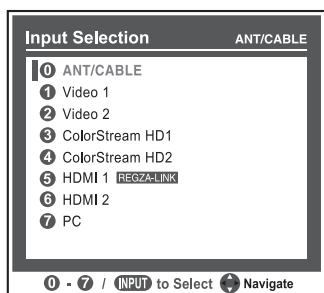 Input Selection ANT/CABLE
0 ANT/CABLE
1 Video 1
2 Video 2
3 ColorStream HD1
4 ColorStream HD2
5 HDMI 1 REGZA-LINK
6 HDMI 2
7 PC
0 - 7 / INPUT to Select Navigate